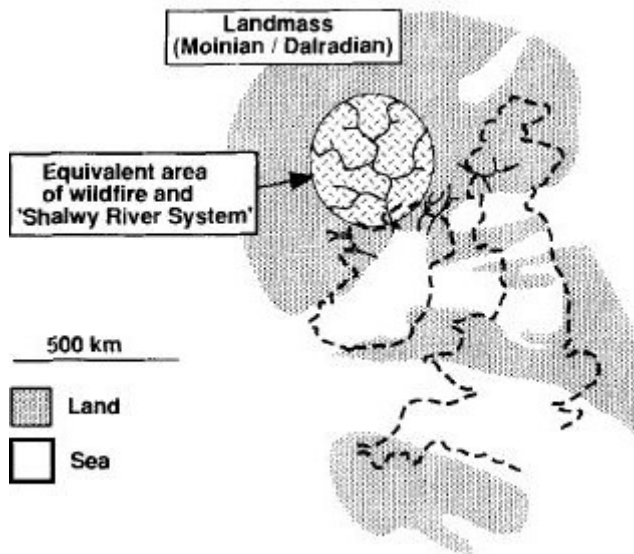 Landmass
(Moinian / Dalradian)
Equivalent area
of wildfire and
'Shalwy River System'
500 km
Land
Sea